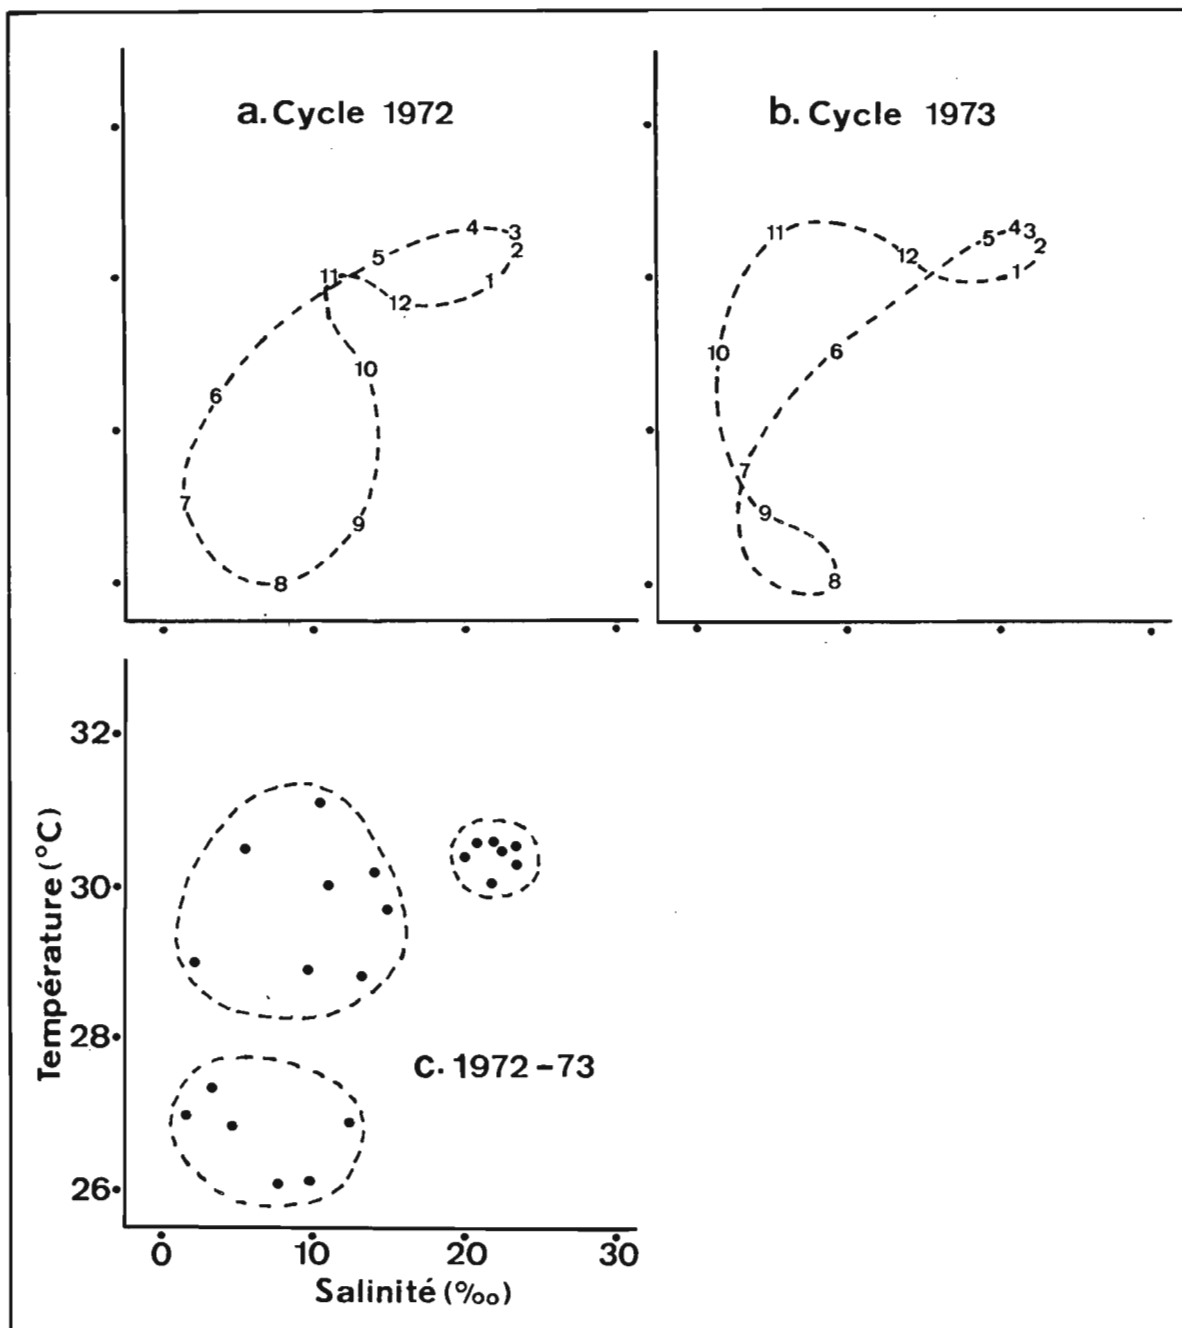 a. Cycle 1972
b. Cycle 1973
4 3
5 2
11 1
12
10
6
7 9
8
4 3
11 5 2
12 1
10 6
7
9
8
32
30
28
26
Température (°C)
C. 1972-73
0 10 20 30
Salinité (‰)